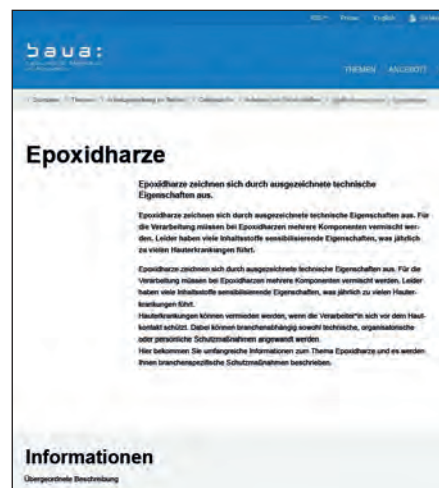 Presse English
baua:
THEMEN ANGEBOTE
Epoxidharze
Epoxidharze zeichnen sich durch ausgezeichnete technische
Eigenschaften aus.
Epoxidharze zeichnen sich durch ausgezeichnete technische Eigenschaften aus. Für
die Verarbeitung müssen bei Epoxidharzen mehrere Komponenten vermischt wer-
den. Leider haben viele Inhaltsstoffe sensibilisierende Eigenschaften, was jährlich
zu vielen Hauterkrankungen führt.
Epoxidharze zeichnen sich durch ausgezeichnete technische Eigenschaften aus. Für die
Verarbeitung müssen bei Epoxidharzen mehrere Komponenten vermischt werden. Leider
haben viele Inhaltsstoffe sensibilisierende Eigenschaften, was jährlich zu vielen Hauter-
krankungen führt.
Hauterkrankungen können vermieden werden, wenn die Verarbeiter*in sich vor dem Haut-
kontakt schützt. Dabei können branchenabhängig sowohl technische, organisatorische
oder persönliche Schutzmaßnahmen angewandt werden.
Hier bekommen Sie umfangreiche Informationen zum Thema Epoxidharze und es werden
Ihnen branchenspezifische Schutzmaßnahmen beschrieben.
Informationen
Übergeordnete Beschreibung